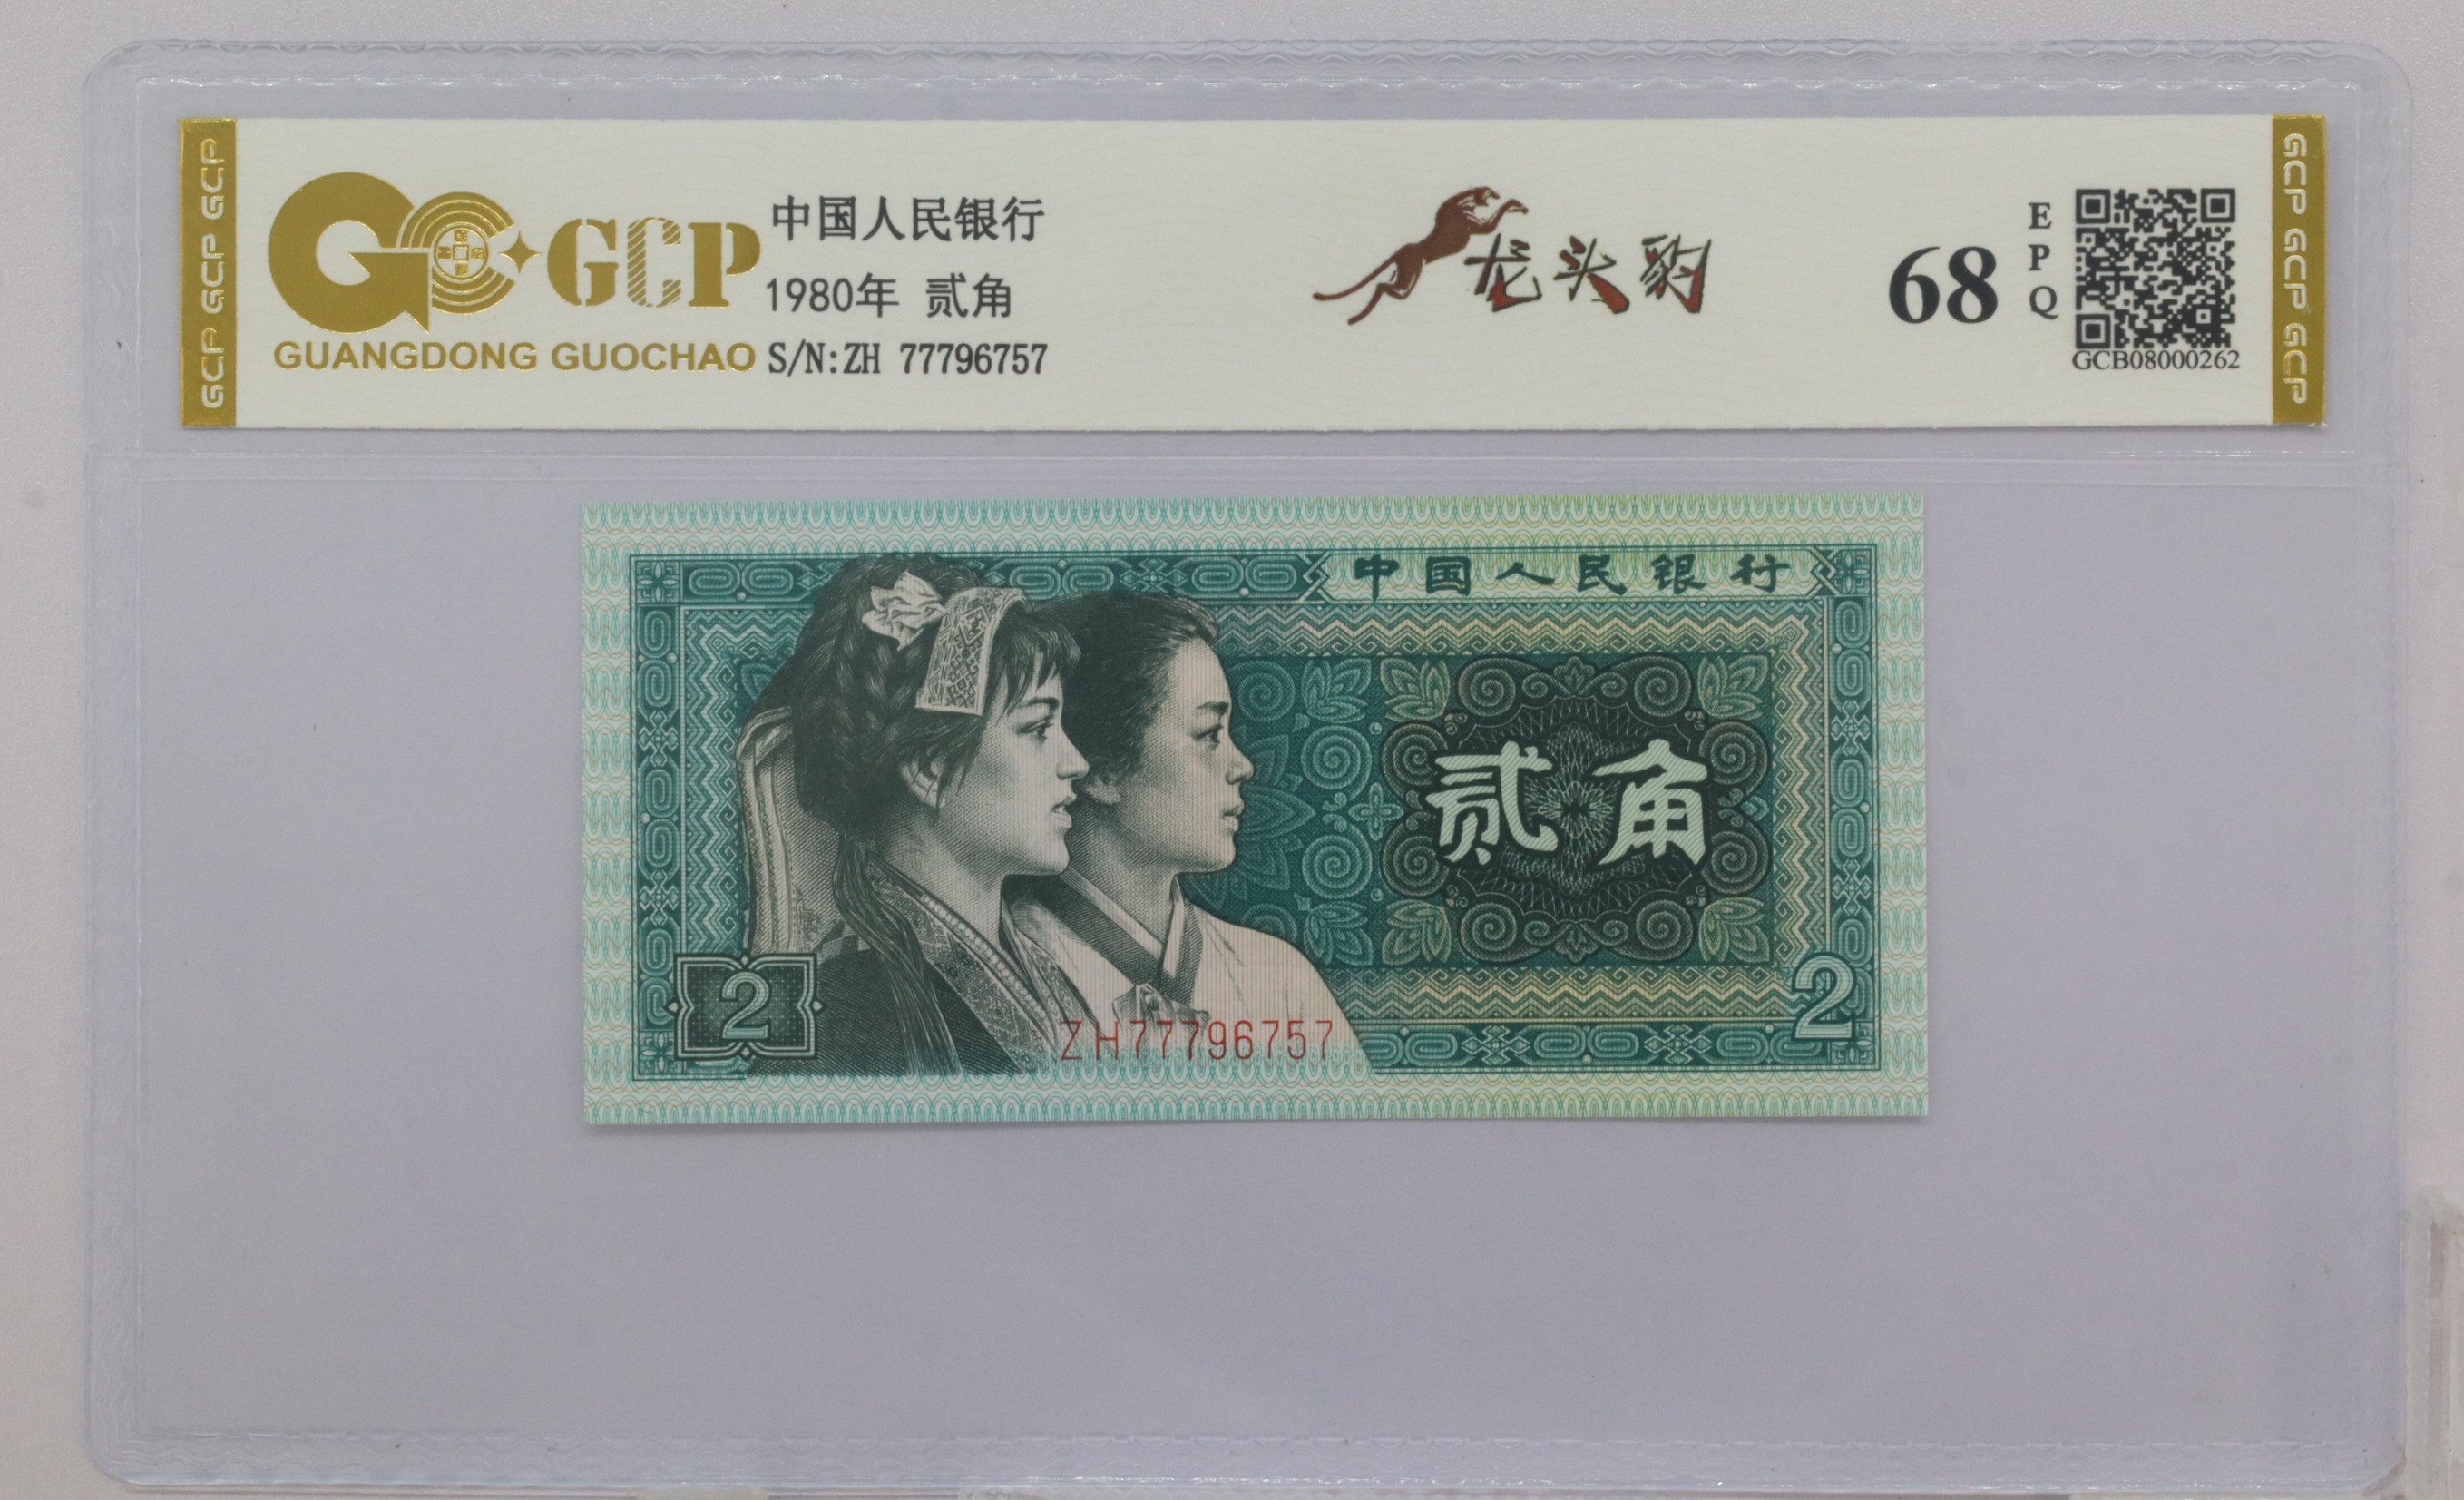 GCP GCP GCP
GCP
GUANGDONG GUOCHAO
中国人民银行
1980年 贰角
S/N:ZH 77796757
龙头豹
68
EPQ
GCB08000262
GCP GCP GCP
中国人民银行
贰角
2
2
ZH77796757